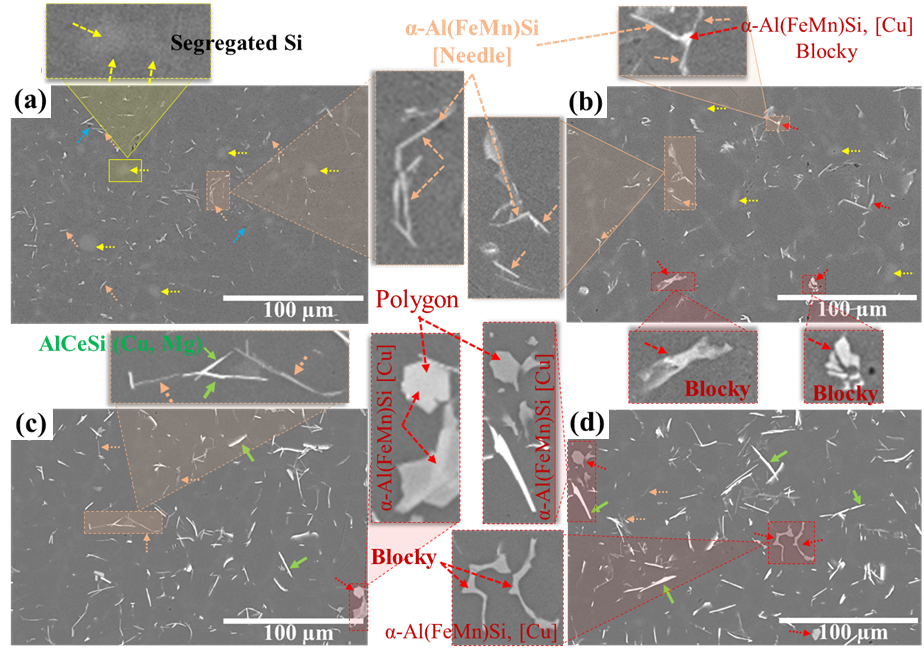 Segregated Si
α-Al(FeMn)Si
[Needle]
α-Al(FeMn)Si, [Cu]
Blocky
(a)
(b)
100 µm
100 µm
Polygon
AlCeSi (Cu, Mg)
α-Al(FeMn)Si [Cu]
α-Al(FeMn)Si [Cu]
Blocky
Blocky
(c)
(d)
Blocky
α-Al(FeMn)Si, [Cu]
100 µm
100 µm